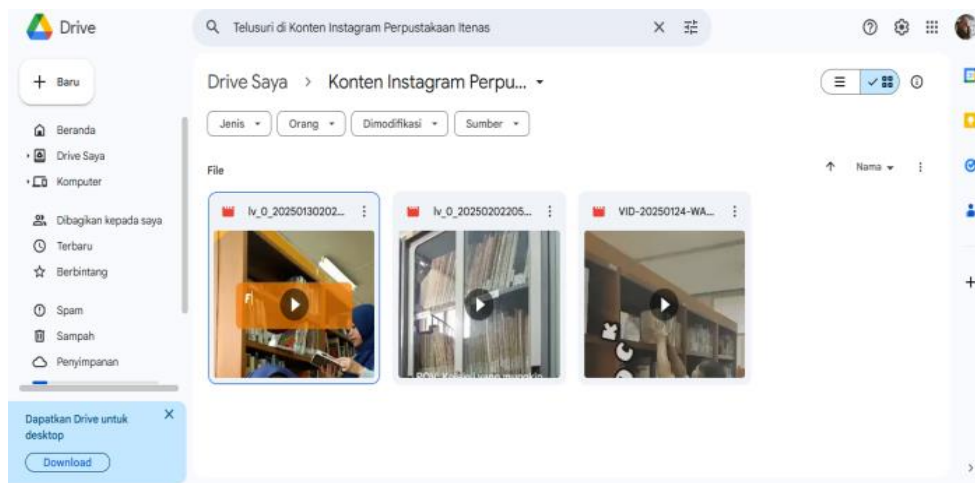 Drive
Telusuri di Konten Instagram Perpustakaan Itenas
Baru
Beranda
Drive Saya
Komputer
Dibagikan kepada saya
Terbaru
Berbintang
Spam
Sampah
Penyimpanan
Dapatkan Drive untuk
desktop
Download
Drive Saya > Konten Instagram Perpu...
Jenis
Orang
Dimodifikasi
Sumber
File
Nama
lv_0_20250130202...
lv_0_20250202205...
VID-20250124-WA...